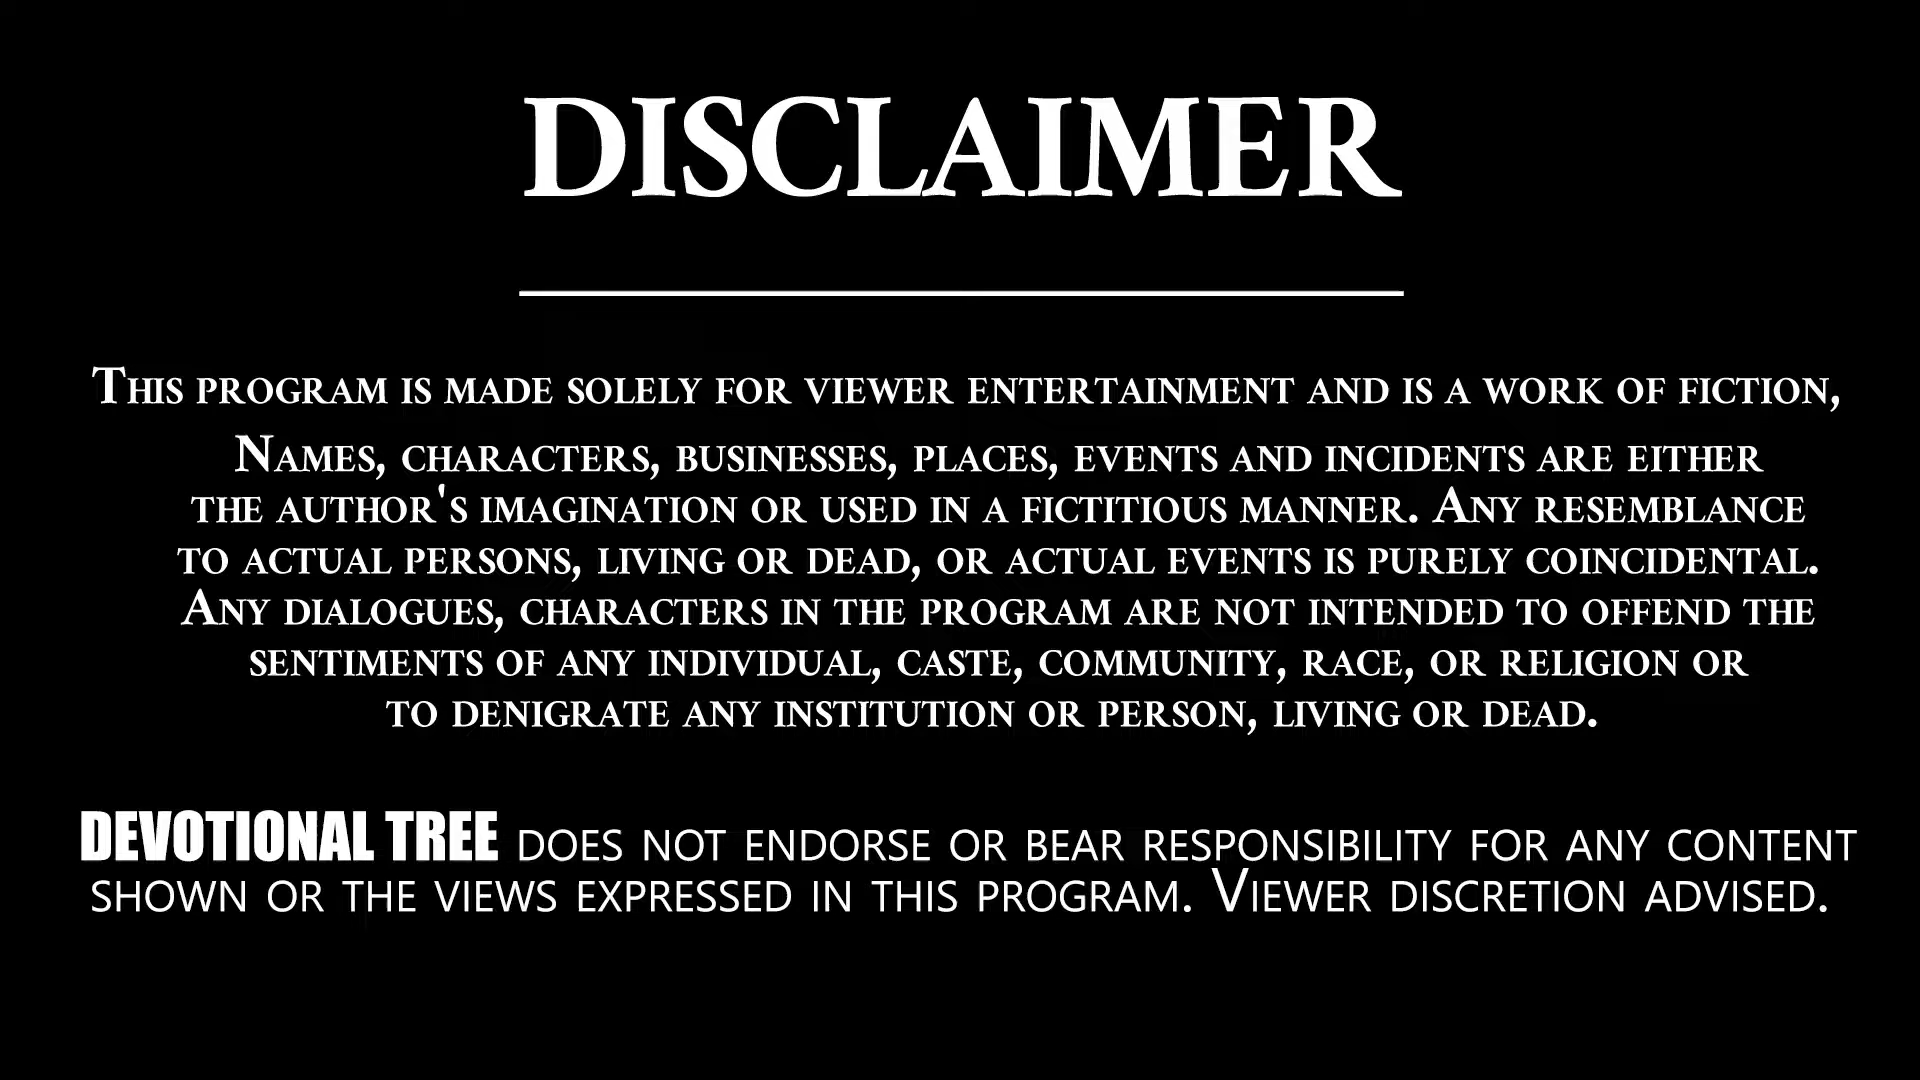 DISCLAIMER
This program is made solely for viewer entertainment and is a work of fiction,
Names, characters, businesses, places, events and incidents are either
the author's imagination or used in a fictitious manner. Any resemblance
to actual persons, living or dead, or actual events is purely coincidental.
Any dialogues, characters in the program are not intended to offend the
sentiments of any individual, caste, community, race, or religion or
to denigrate any institution or person, living or dead.
DEVOTIONAL TREE does not endorse or bear responsibility for any content
shown or the views expressed in this program. Viewer discretion advised.